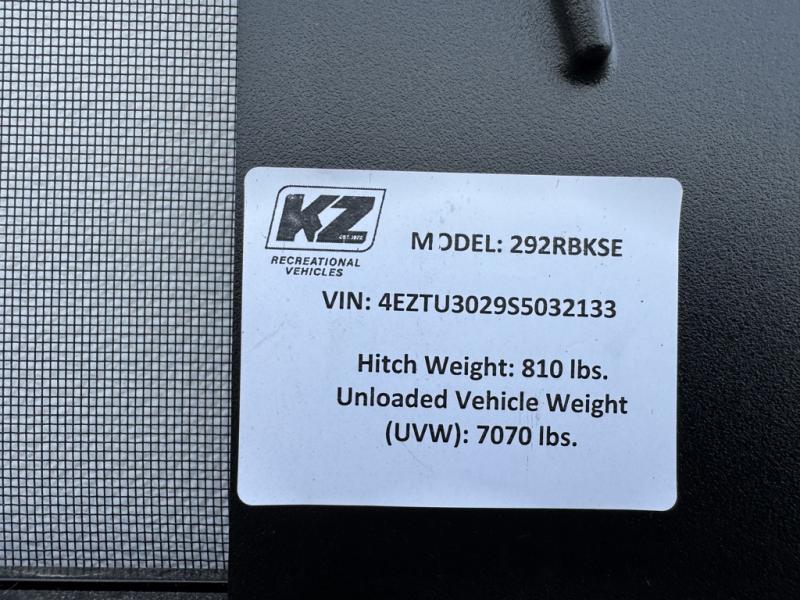 KZ
EST. 1972
RECREATIONAL
VEHICLES
MODEL: 292RBKSE
VIN: 4EZTU3029S5032133
Hitch Weight: 810 lbs.
Unloaded Vehicle Weight
(UVW): 7070 lbs.